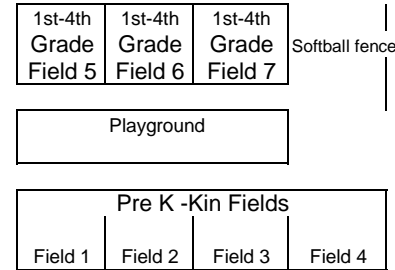 1st-4th 1st-4th 1st-4th
Grade Grade Grade Softball fence
Field 5 Field 6 Field 7
Playground
Pre K -Kin Fields
Field 1 Field 2 Field 3 Field 4